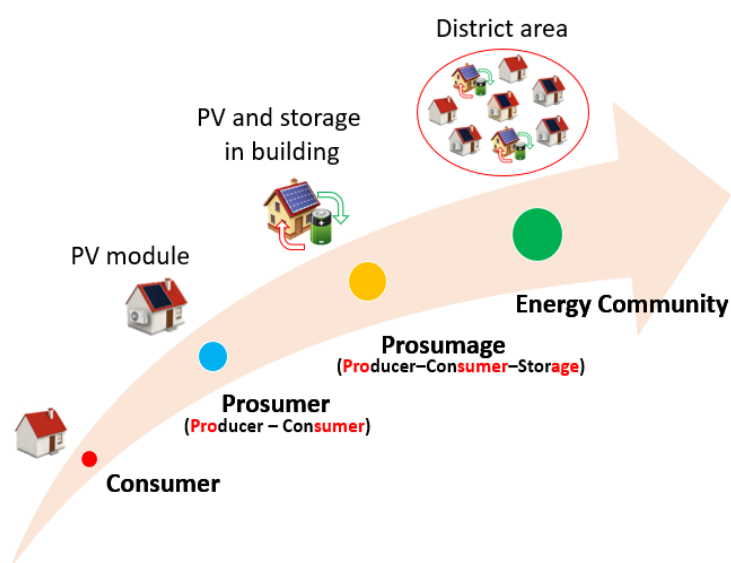 District area
PV and storage
in building
PV module
Energy Community
Prosumage
(Producer–Consumer–Storage)
Prosumer
(Producer – Consumer)
Consumer